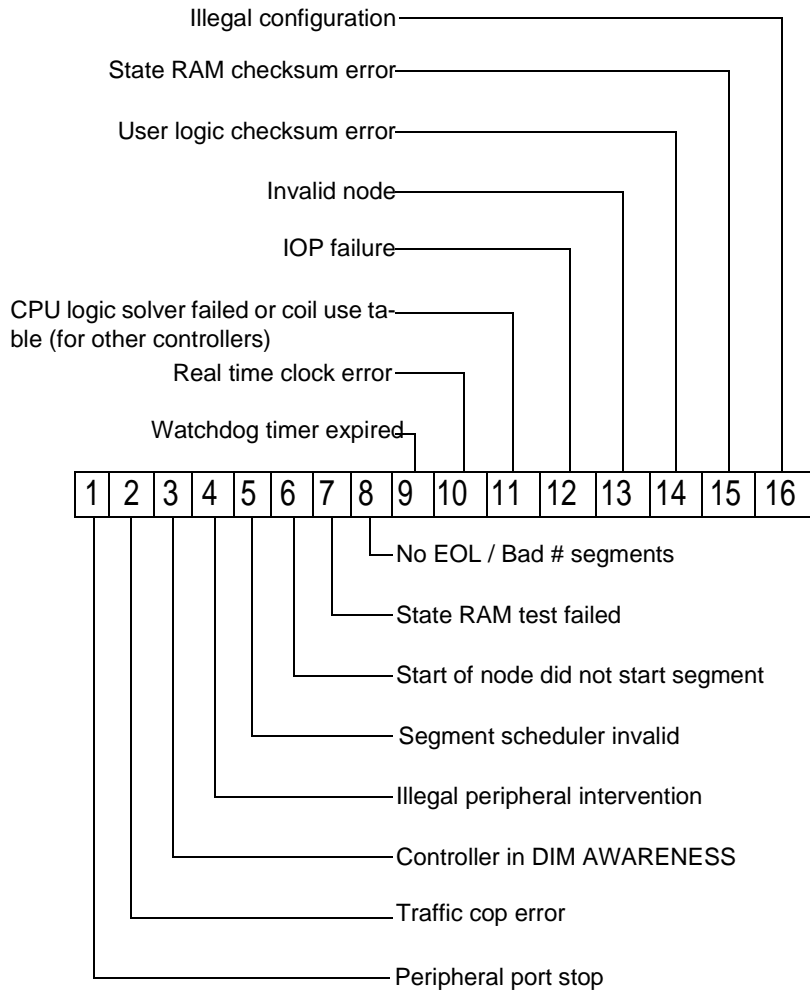 Illegal configuration
State RAM checksum error
User logic checksum error
Invalid node
IOP failure
CPU logic solver failed or coil use ta-
ble (for other controllers)
Real time clock error
Watchdog timer expired
1 2 3 4 5 6 7 8 9 10 11 12 13 14 15 16
No EOL / Bad # segments
State RAM test failed
Start of node did not start segment
Segment scheduler invalid
Illegal peripheral intervention
Controller in DIM AWARENESS
Traffic cop error
Peripheral port stop